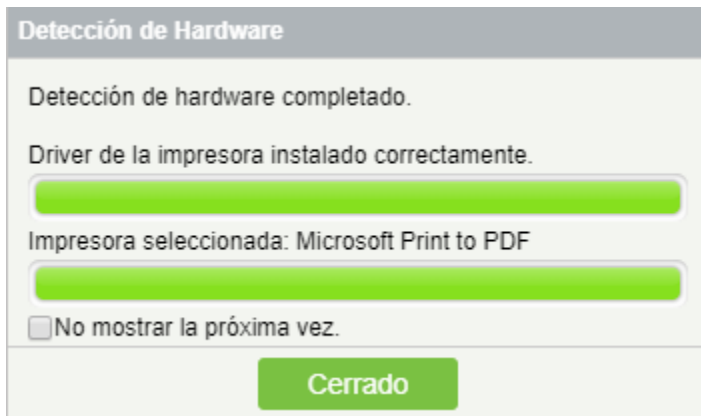 Detección de Hardware
Detección de hardware completado.
Driver de la impresora instalado correctamente.
Impresora seleccionada: Microsoft Print to PDF
No mostrar la próxima vez.
Cerrado